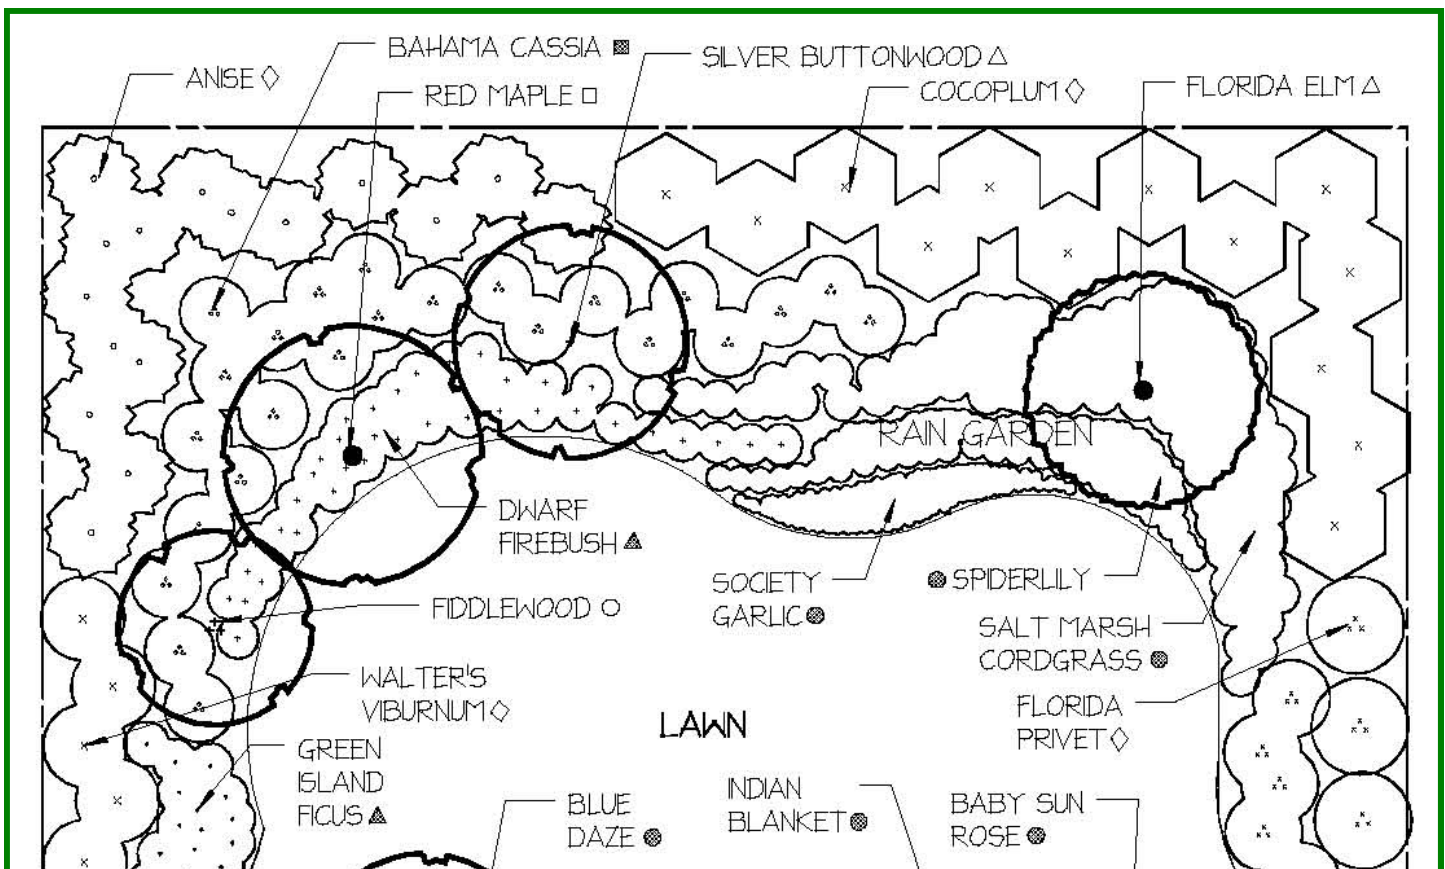 BAHAMA CASSIA
SILVER BUTTONWOOD
ANISE
RED MAPLE
COCOPLUM
FLORIDA ELM
RAIN GARDEN
DWARF
FIREBUSH
SOCIETY
GARLIC
SPIDERLILY
FIDDLEWOOD
SALT MARSH
CORDGRASS
WALTER'S
VIBURNUM
FLORIDA
PRIVET
LAWN
GREEN
ISLAND
FICUS
BLUE
DAZE
INDIAN
BLANKET
BABY SUN
ROSE